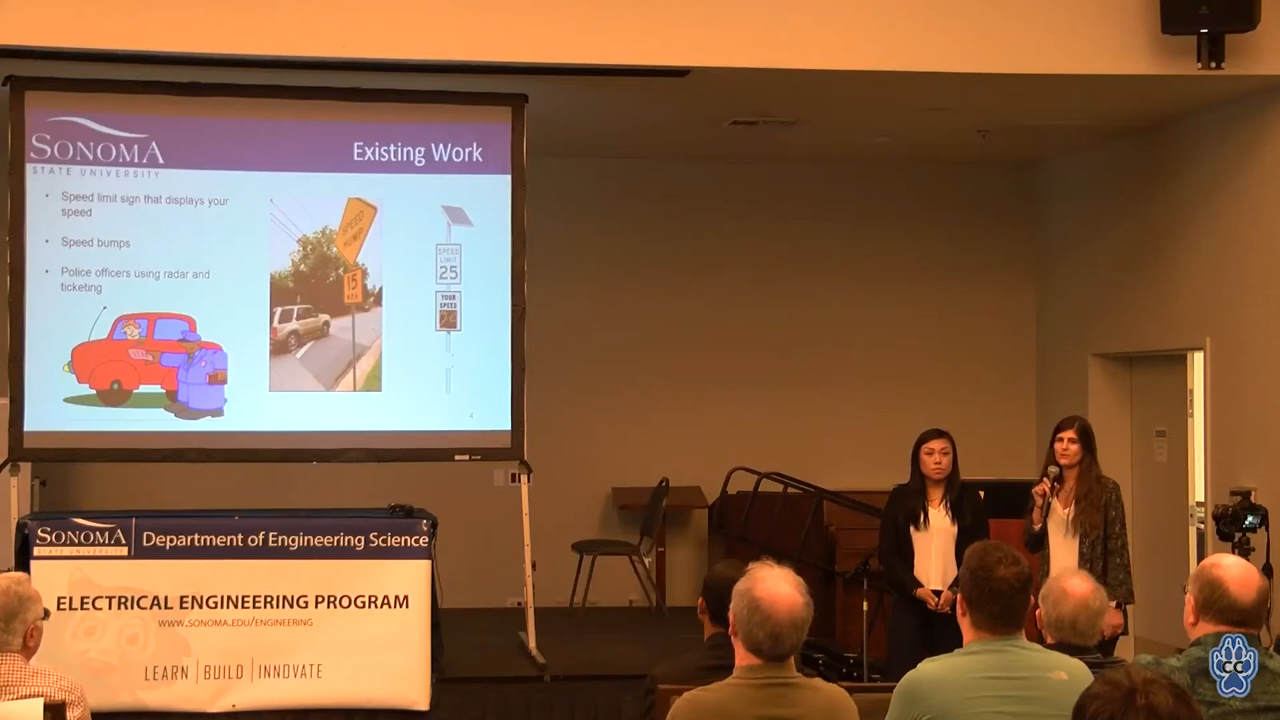 SONOMA
STATE UNIVERSITY
Existing Work
• Speed limit sign that displays your
speed
• Speed bumps
• Police officers using radar and
ticketing
SPEED
HUMP
15
SPEED
LIMIT
25
YOUR
SPEED
4
SONOMA
STATE UNIVERSITY
Department of Engineering Science
ELECTRICAL ENGINEERING PROGRAM
WWW.SONOMA.EDU/ENGINEERING
LEARN | BUILD | INNOVATE
CC